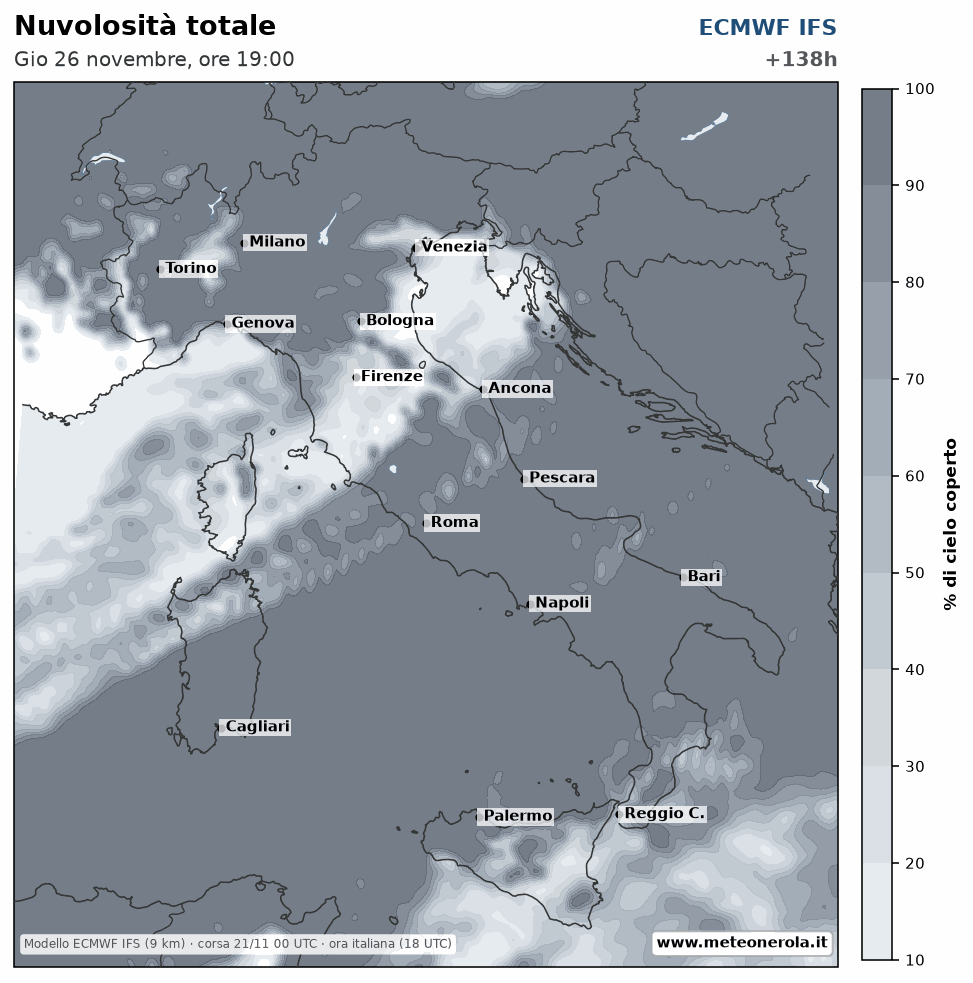 Nuvolosità totale
ECMWF IFS
Gio 26 novembre, ore 19:00
+138h
100
90
80
70
60
50
40
30
20
10
% di cielo coperto
Milano
Venezia
Torino
Genova
Bologna
Firenze
Ancona
Pescara
Roma
Bari
Napoli
Cagliari
Palermo
Reggio C.
Modello ECMWF IFS (9 km) · corsa 21/11 00 UTC · ora italiana (18 UTC)
www.meteonerola.it